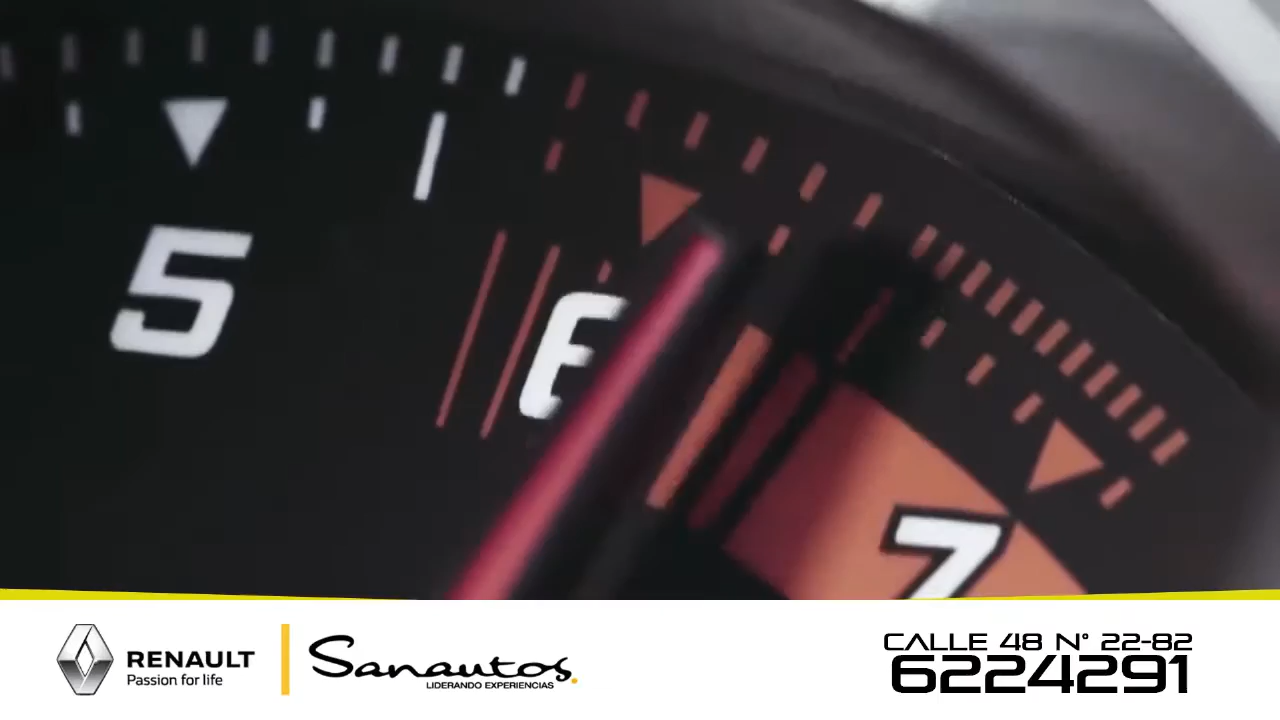 5
6
7
RENAULT
Passion for life
Sanautos.
LIDERANDO EXPERIENCIAS
CALLE 48 N° 22-82
6224291